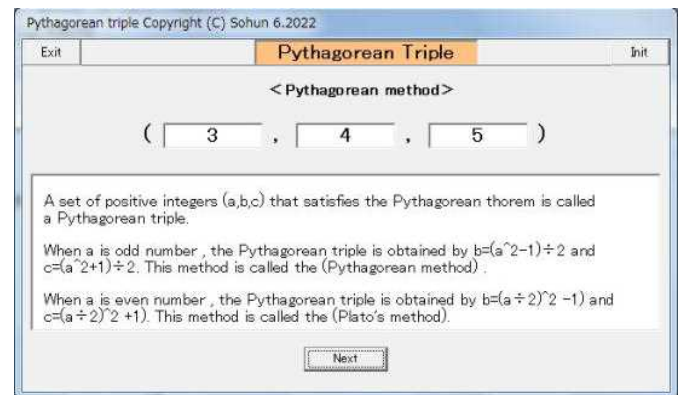 Pythagorean triple Copyright (C) Sohun 6.2022
Exit Pythagorean Triple Init
<Pythagorean method>
( 3 , 4 , 5 )
A set of positive integers (a,b,c) that satisfies the Pythagorean thorem is called
a Pythagorean triple.
When a is odd number , the Pythagorean triple is obtained by b=(a^2-1)÷2 and
c=(a^2+1)÷2. This method is called the (Pythagorean method) .
When a is even number , the Pythagorean triple is obtained by b=(a÷2)^2 -1) and
c=(a÷2)^2 +1). This method is called the (Plato's method).
Next